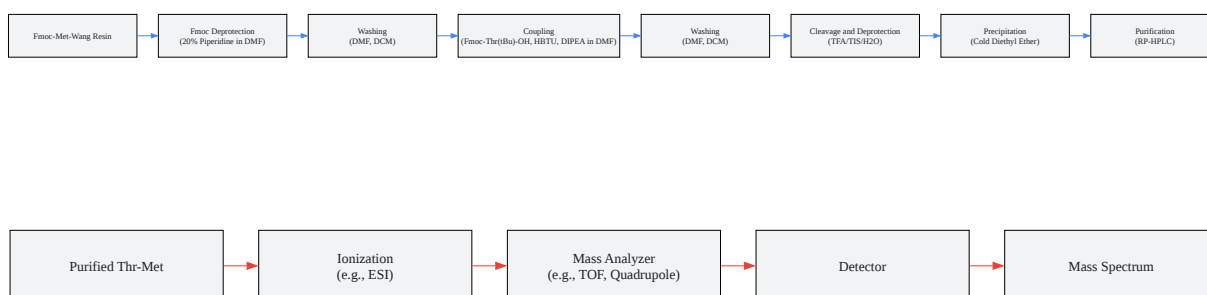 Fmoc-Met-Wang Resin
Fmoc Deprotection
(20% Piperidine in DMF)
Washing
(DMF, DCM)
Coupling
(Fmoc-Thr(tBu)-OH, HBTU, DIPEA in DMF)
Washing
(DMF, DCM)
Cleavage and Deprotection
(TFA/TIS/H2O)
Precipitation
(Cold Diethyl Ether)
Purification
(RP-HPLC)
Purified Thr-Met
Ionization
(e.g., ESI)
Mass Analyzer
(e.g., TOF, Quadrupole)
Detector
Mass Spectrum